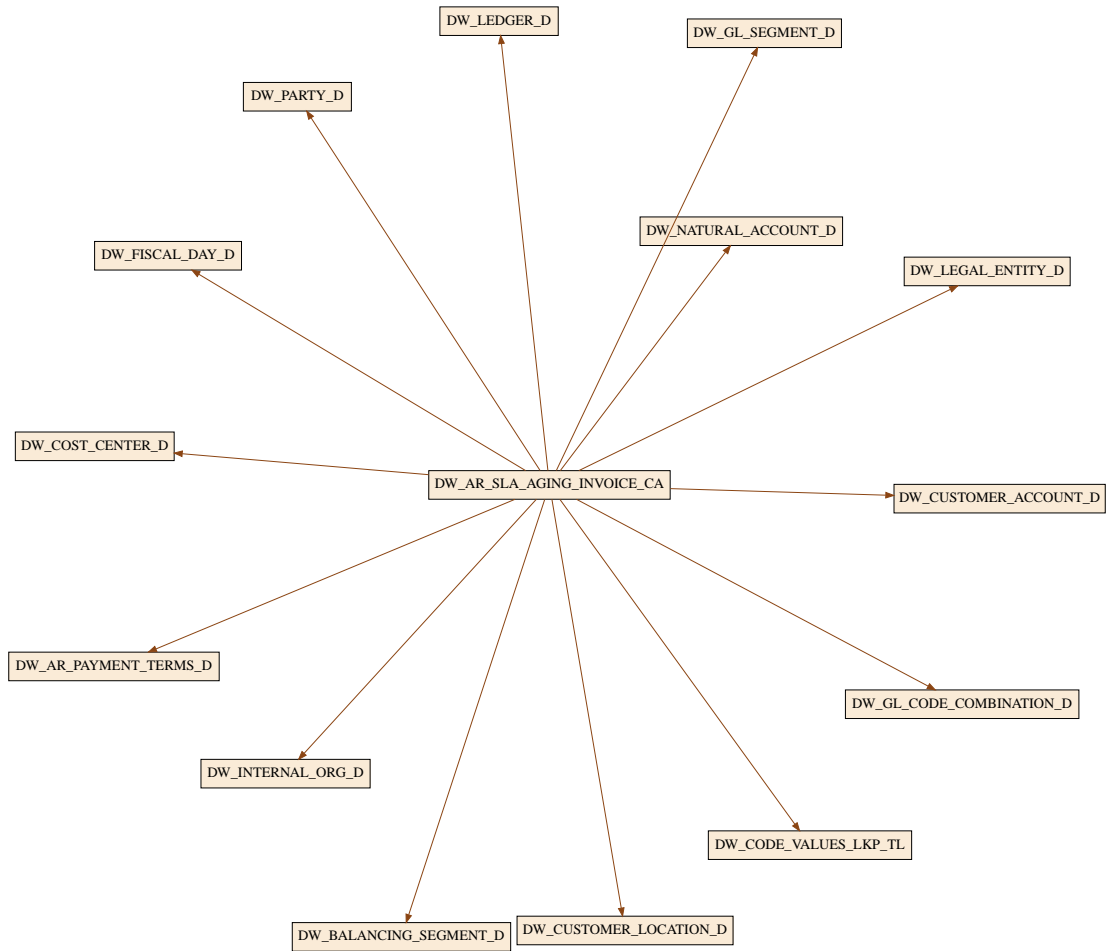 DW_LEDGER_D
DW_GL_SEGMENT_D
DW_PARTY_D
DW_NATURAL_ACCOUNT_D
DW_FISCAL_DAY_D
DW_LEGAL_ENTITY_D
DW_COST_CENTER_D
DW_AR_SLA_AGING_INVOICE_CA
DW_CUSTOMER_ACCOUNT_D
DW_AR_PAYMENT_TERMS_D
DW_GL_CODE_COMBINATION_D
DW_INTERNAL_ORG_D
DW_CODE_VALUES_LKP_TL
DW_CUSTOMER_LOCATION_D
DW_BALANCING_SEGMENT_D